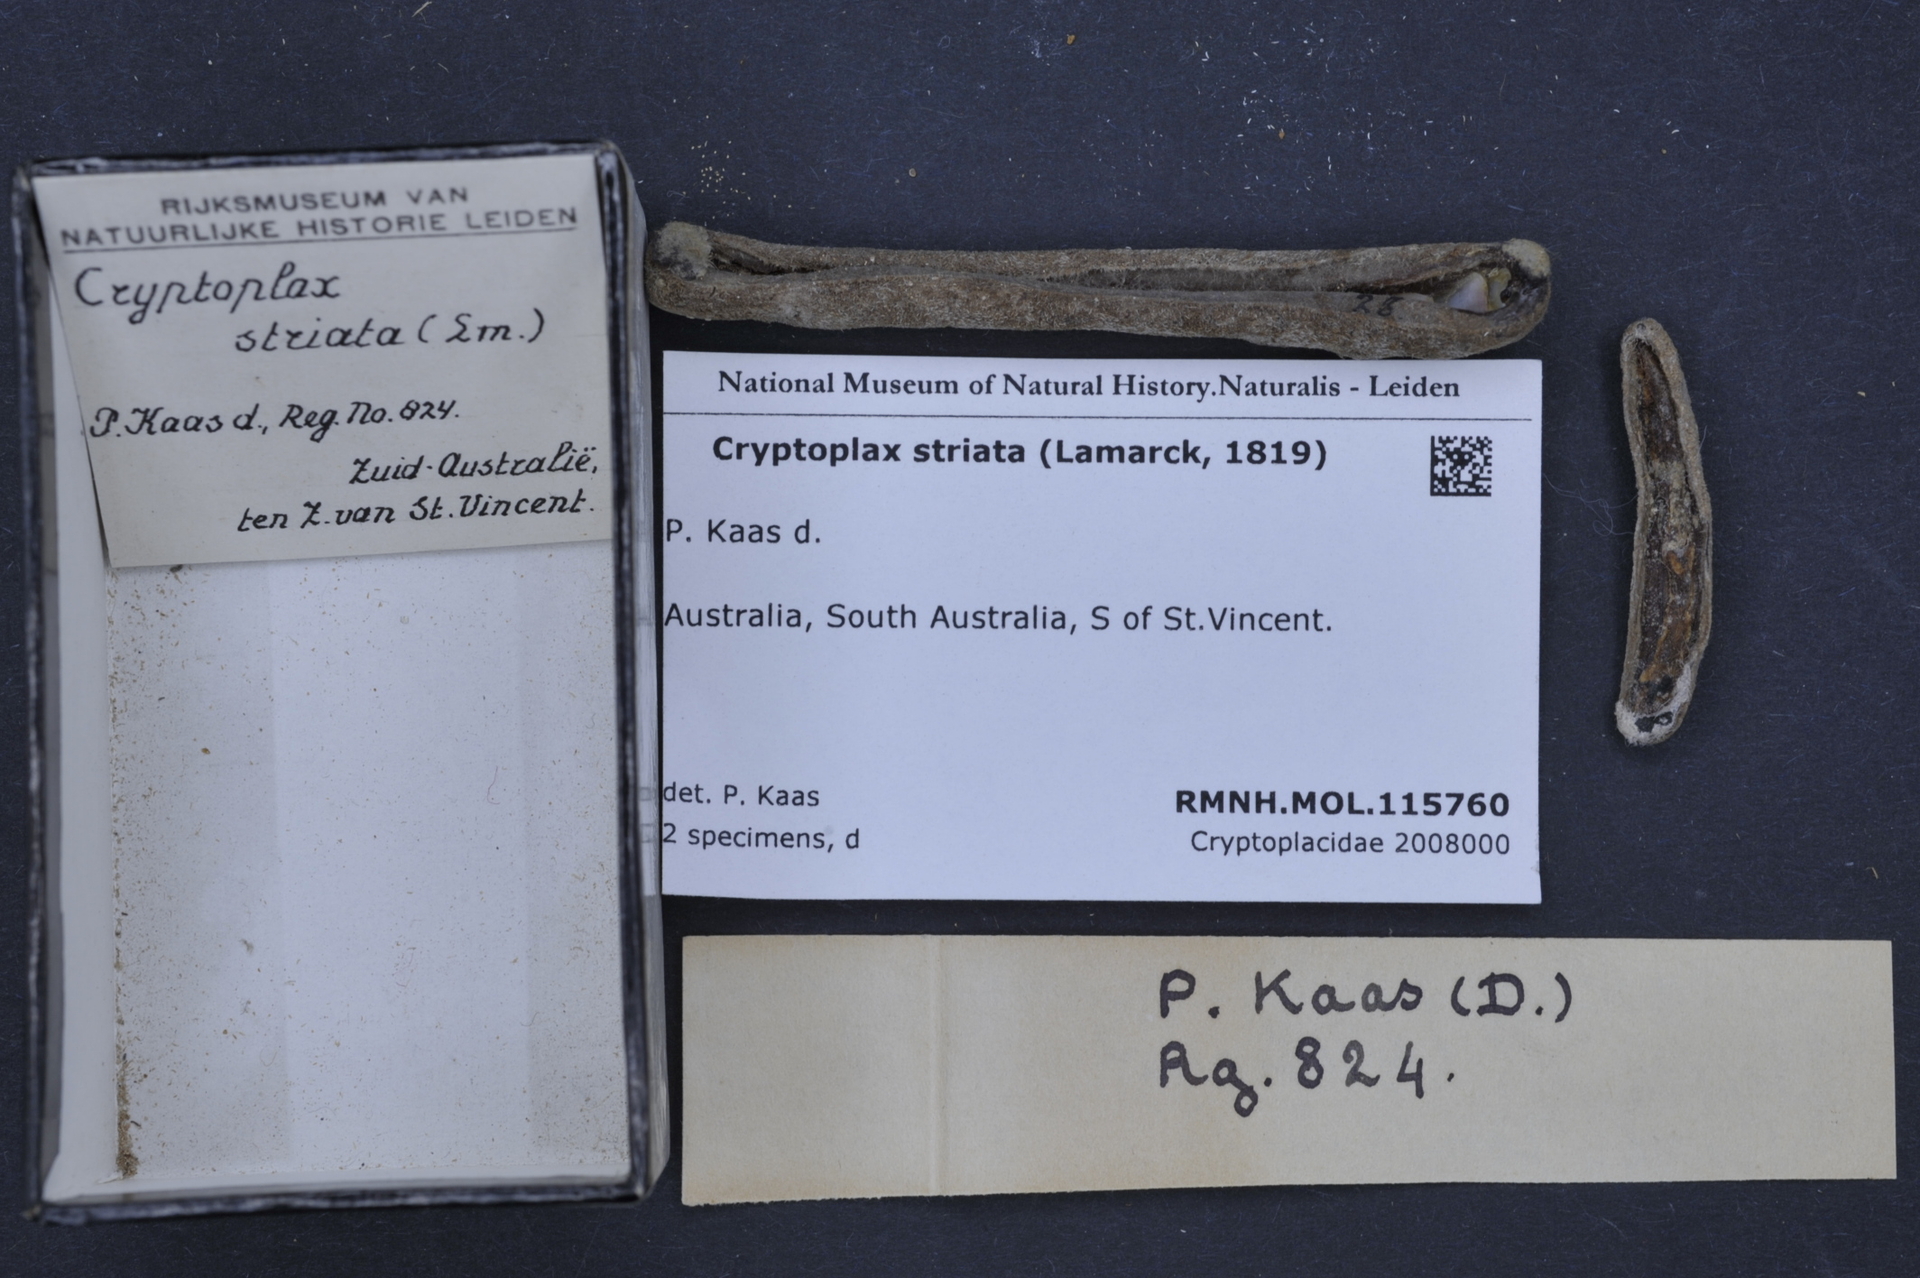 RIJKSMUSEUM VAN
NATUURLIJKE HISTORIE LEIDEN
Cryptoplax
striata (Lm.)
P. Kaas d., Reg. No. 824.
Zuid-Australië,
ten Z. van St. Vincent.
28
National Museum of Natural History.Naturalis - Leiden
Cryptoplax striata (Lamarck, 1819)
P. Kaas d.
Australia, South Australia, S of St.Vincent.
det. P. Kaas
2 specimens, d
RMNH.MOL.115760
Cryptoplacidae 2008000
P. Kaas (D.)
Rg. 824.